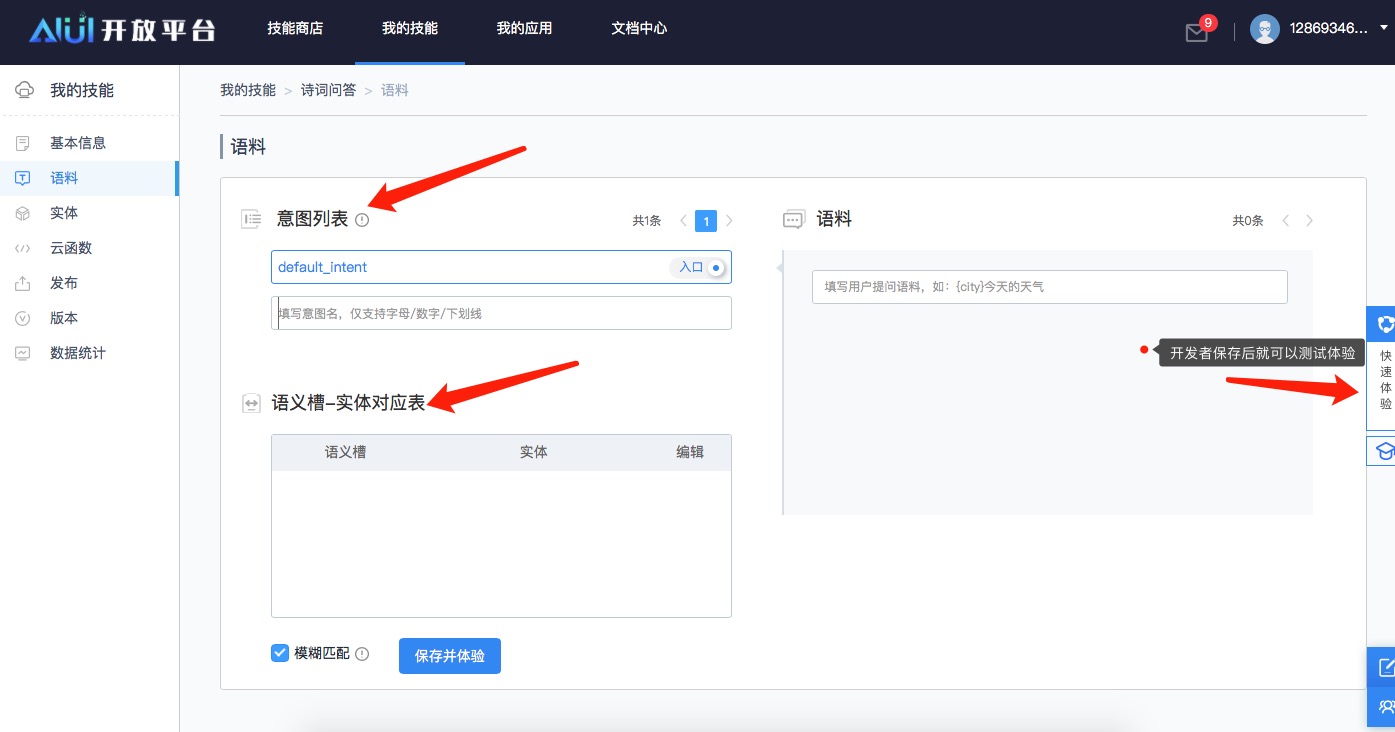 AIUI 开放平台
技能商店 我的技能 我的应用 文档中心
9
12869346...
我的技能
基本信息
语料
实体
云函数
发布
版本
数据统计
我的技能 > 诗词问答 > 语料
语料
意图列表
共1条 < 1 >
default_intent 入口
填写意图名，仅支持字母/数字/下划线
语义槽-实体对应表
语义槽 实体 编辑
模糊匹配
保存并体验
语料
共0条 < >
填写用户提问语料，如：{city}今天的天气
开发者保存后就可以测试体验
快速体验